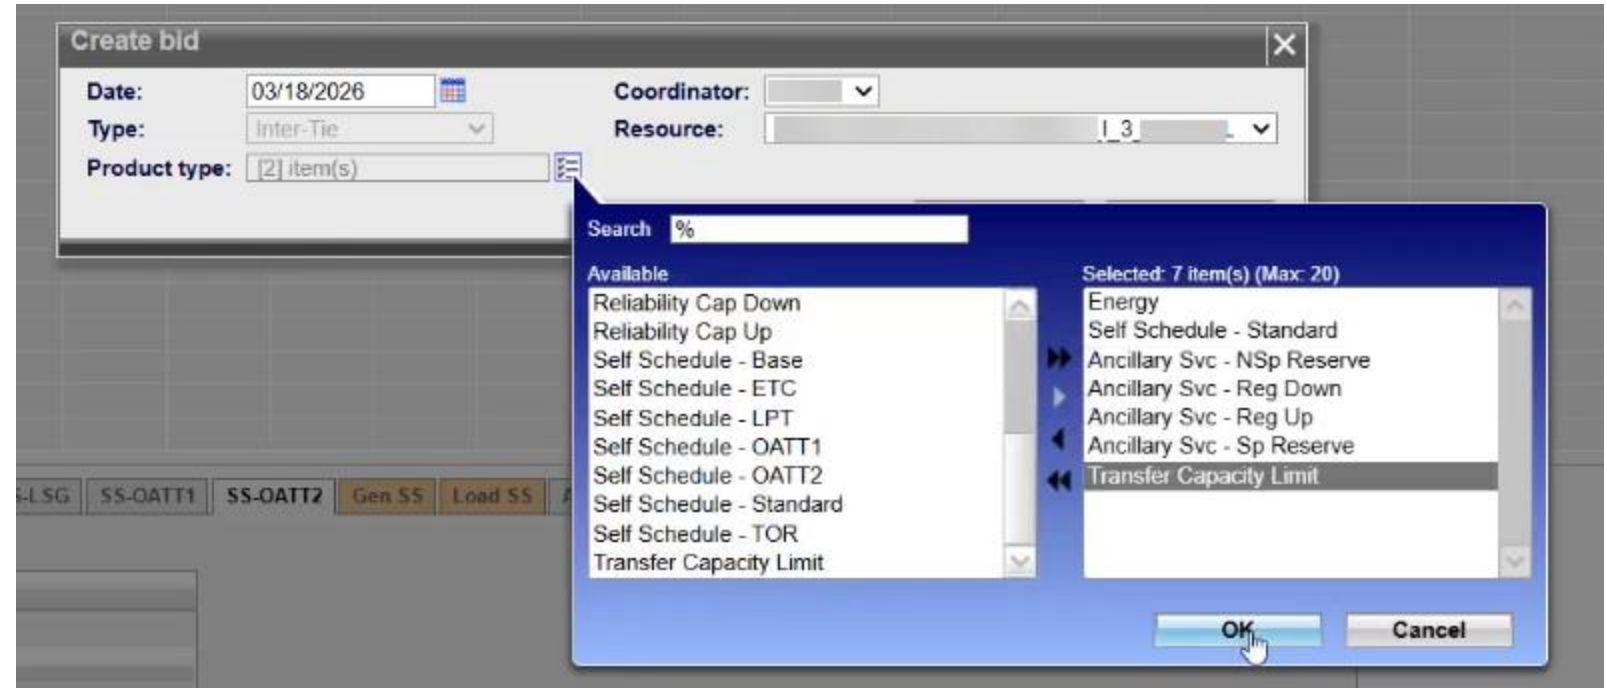 Create bid
Date: 03/18/2026 Coordinator:
Type: Inter-Tie Resource: I_3
Product type: [2] item(s)
Search %
Available Selected: 7 item(s) (Max: 20)
Reliability Cap Down Energy
Reliability Cap Up Self Schedule - Standard
Self Schedule - Base Ancillary Svc - NSp Reserve
Self Schedule - ETC Ancillary Svc - Reg Down
Self Schedule - LPT Ancillary Svc - Reg Up
Self Schedule - OATT1 Ancillary Svc - Sp Reserve
Self Schedule - OATT2 Transfer Capacity Limit
Self Schedule - Standard
Self Schedule - TOR
Transfer Capacity Limit
SS-OATT1 SS-OATT2 Gen SS Load SS
OK Cancel